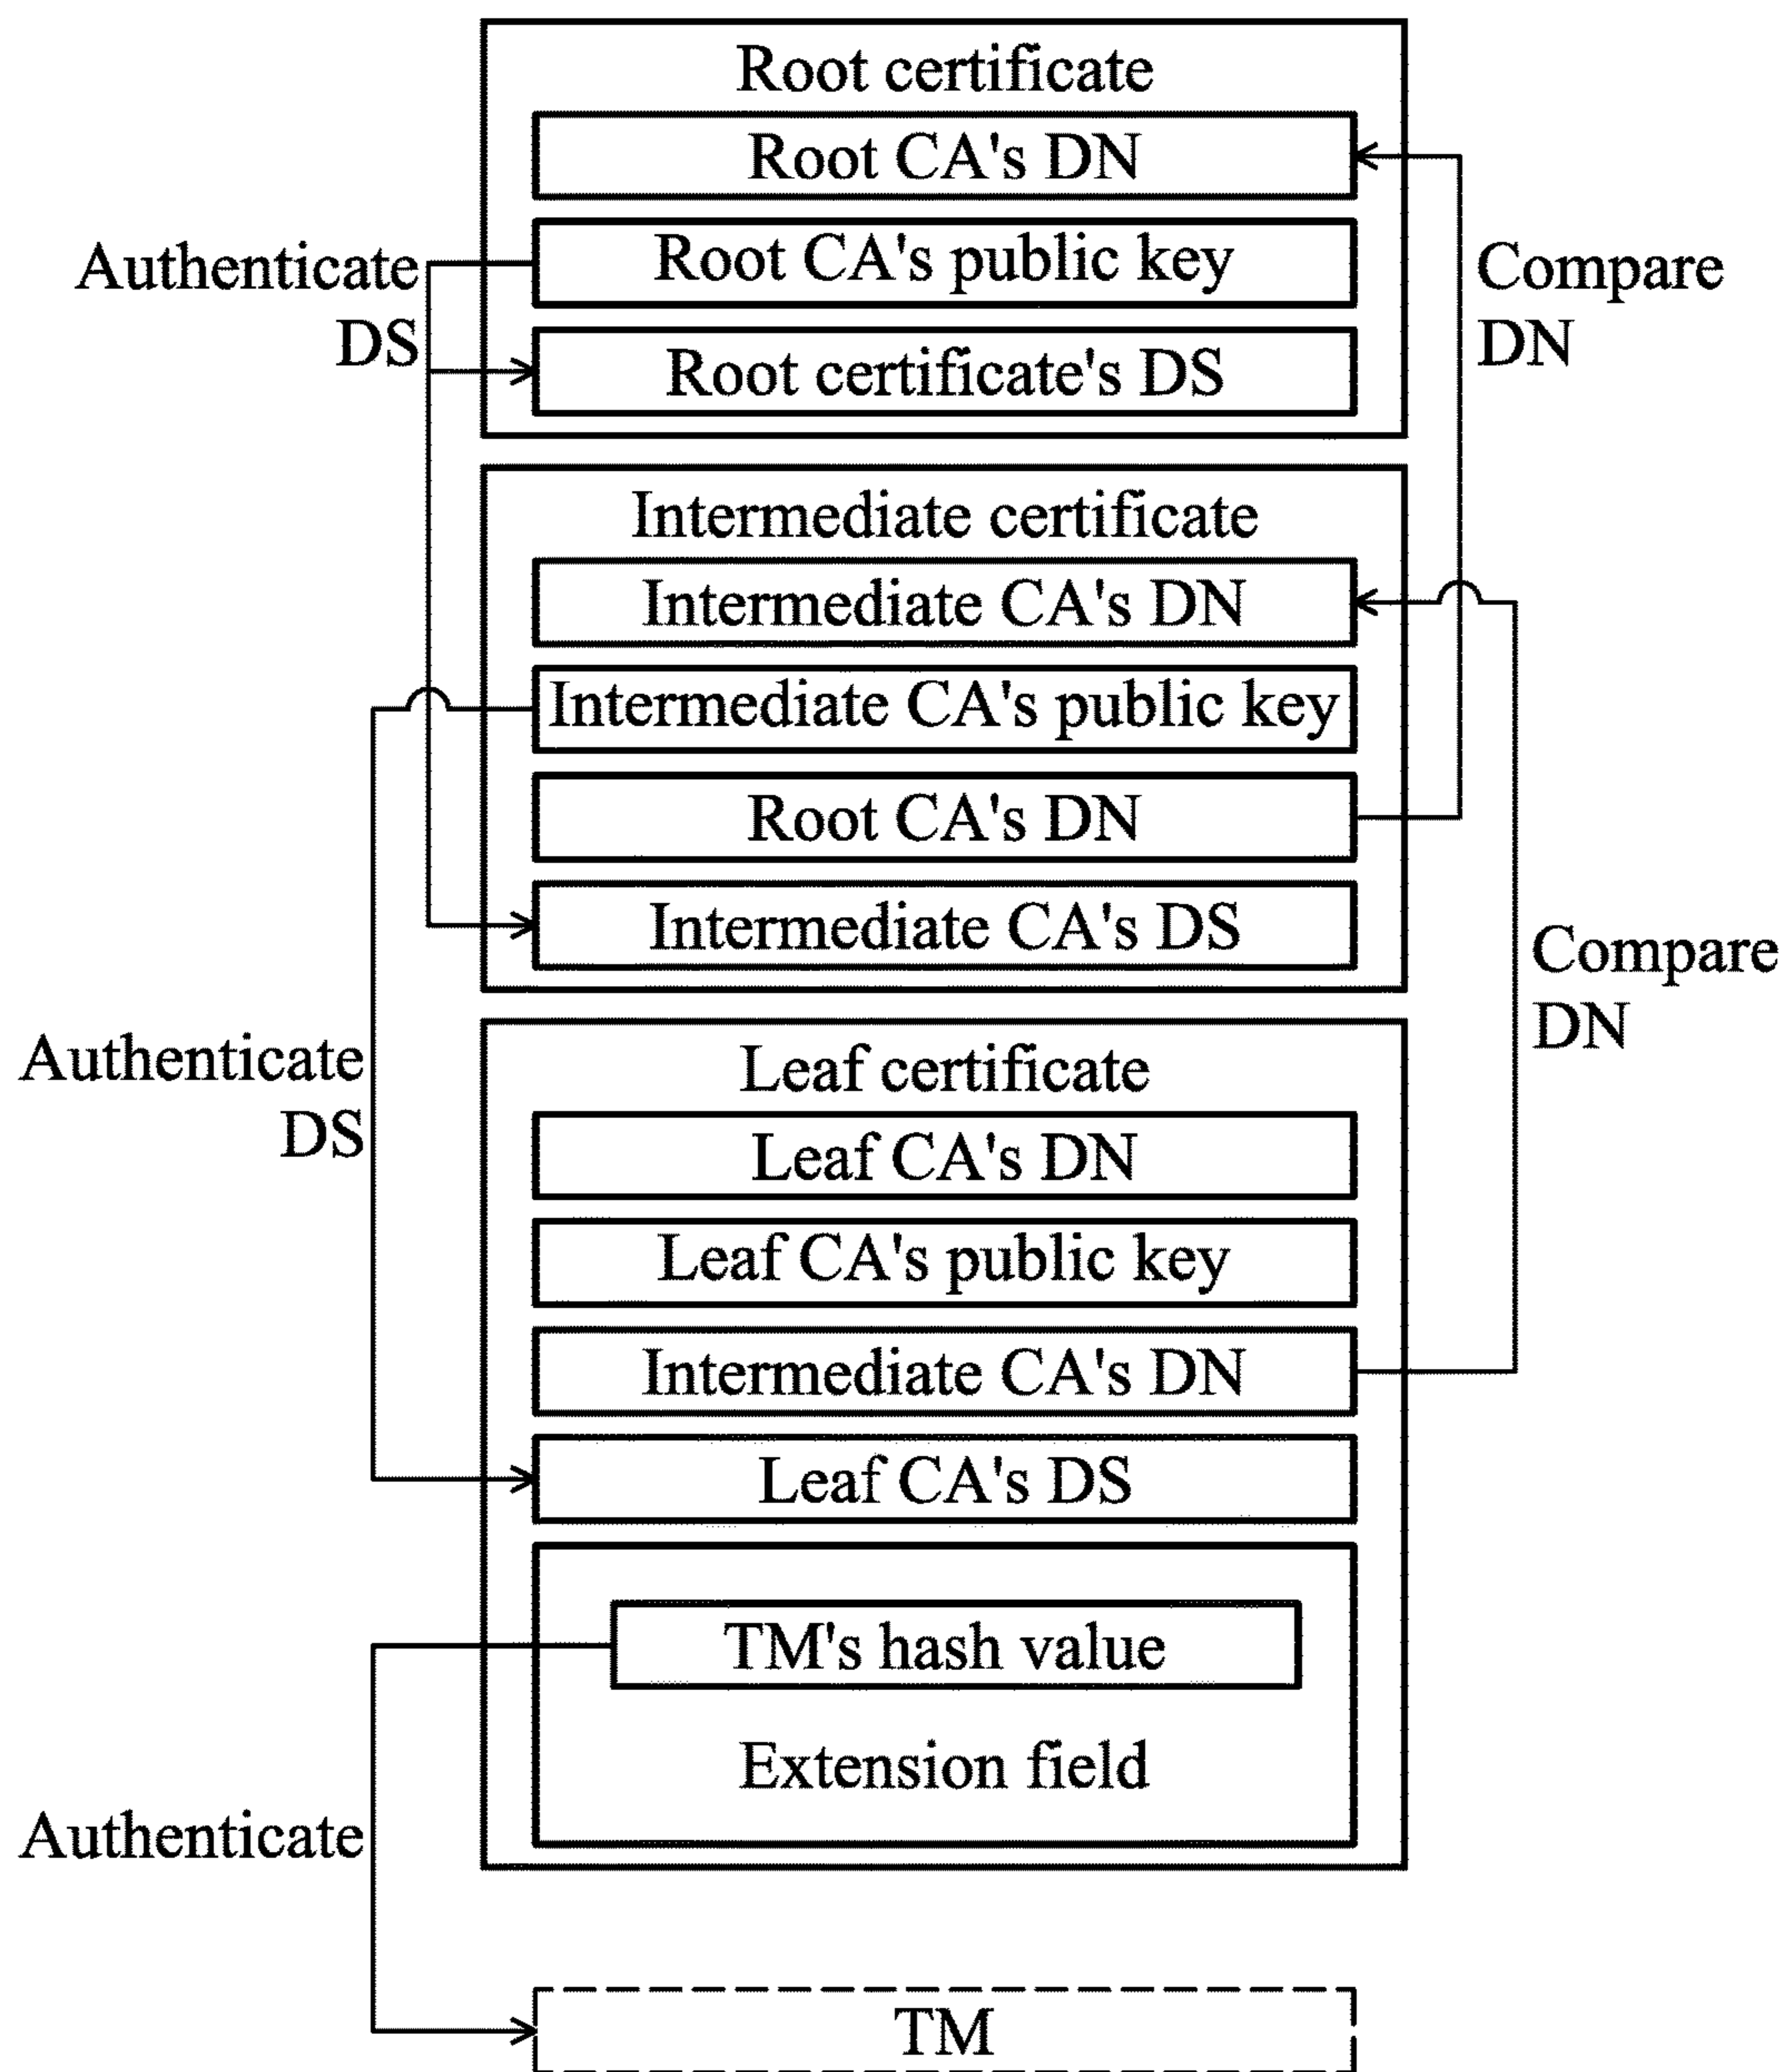 Root certificate
Root CA's DN
Root CA's public key
Root certificate's DS
Authenticate
DS
Compare
DN
Intermediate certificate
Intermediate CA's DN
Intermediate CA's public key
Root CA's DN
Intermediate CA's DS
Compare
DN
Authenticate
DS
Leaf certificate
Leaf CA's DN
Leaf CA's public key
Intermediate CA's DN
Leaf CA's DS
TM's hash value
Extension field
Authenticate
TM